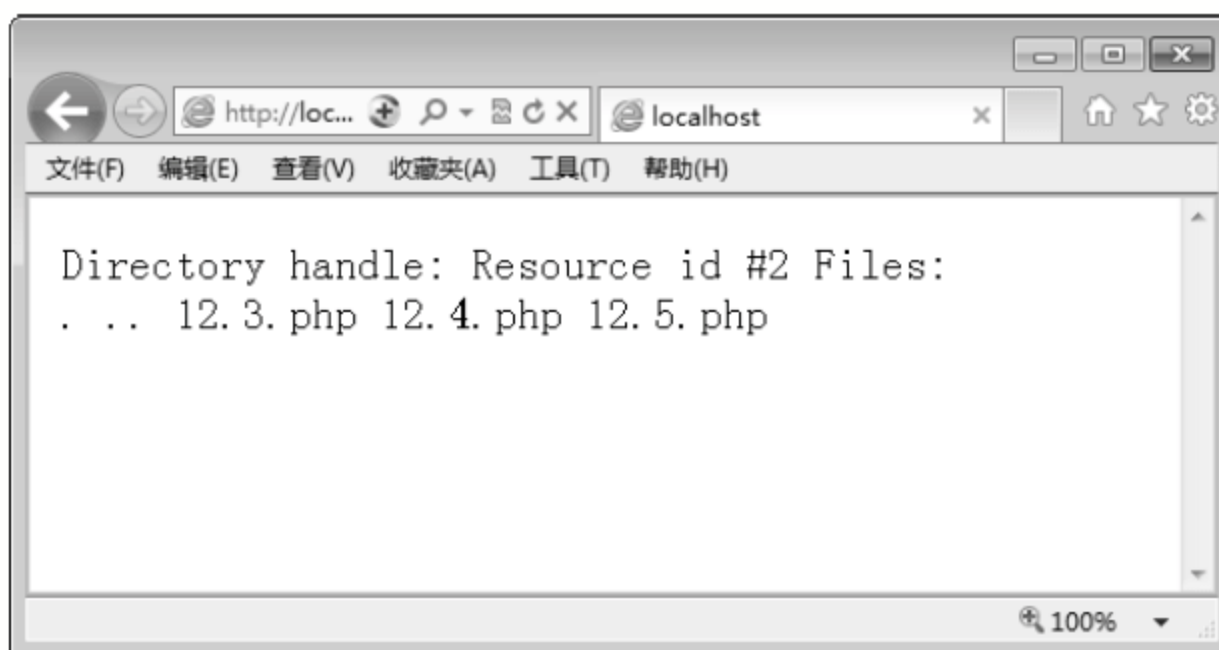 http://loc...
localhost
文件(F) 编辑(E) 查看(V) 收藏夹(A) 工具(T) 帮助(H)
Directory handle: Resource id #2 Files:
. .. 12.3.php 12.4.php 12.5.php
100%